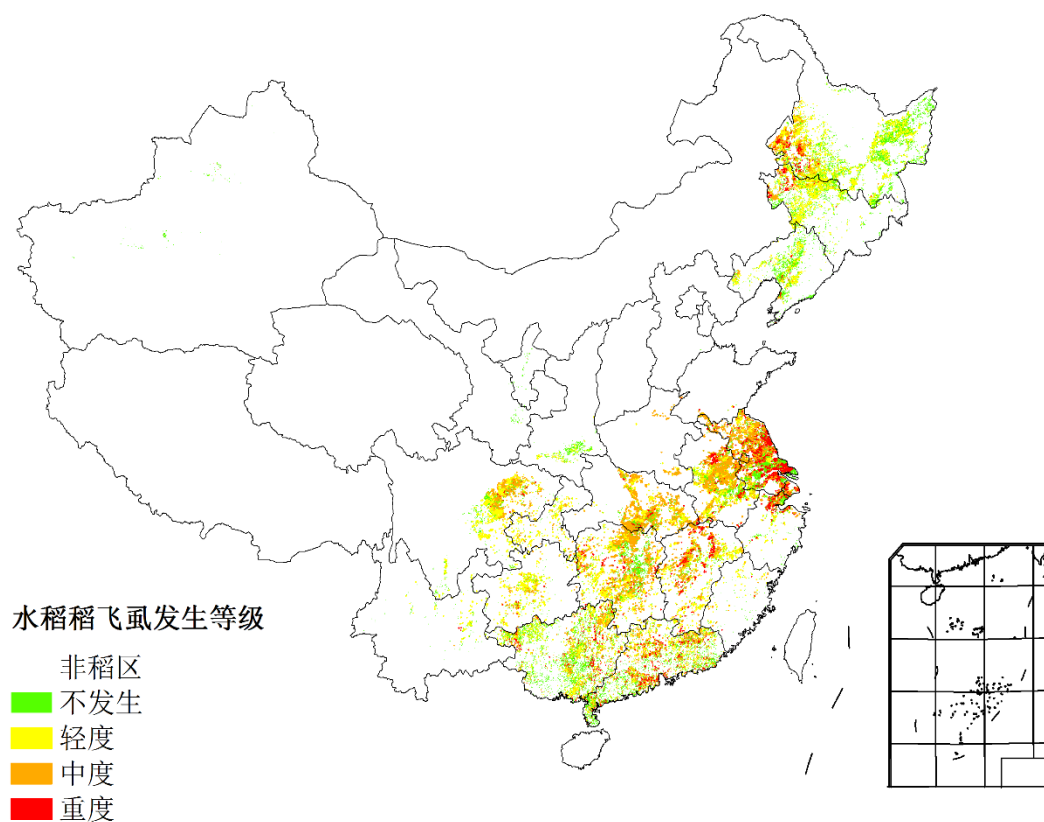 水稻稻飞虱发生等级
非稻区
不发生
轻度
中度
重度